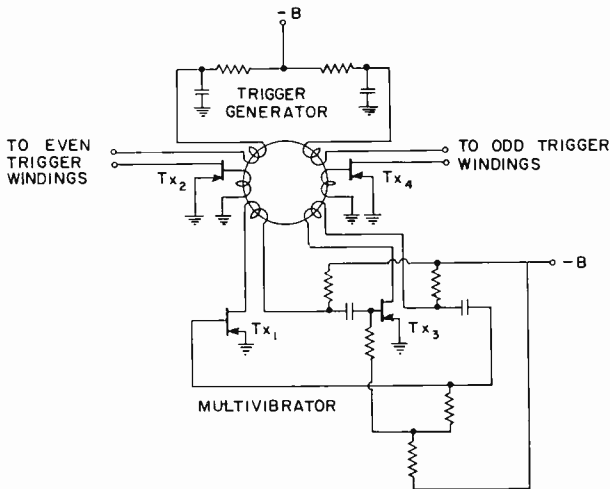 -B
TRIGGER
GENERATOR
TO EVEN
TRIGGER
WINDINGS
TO ODD TRIGGER
WINDINGS
Tx2
Tx4
-B
Tx1
Tx3
MULTIVIBRATOR